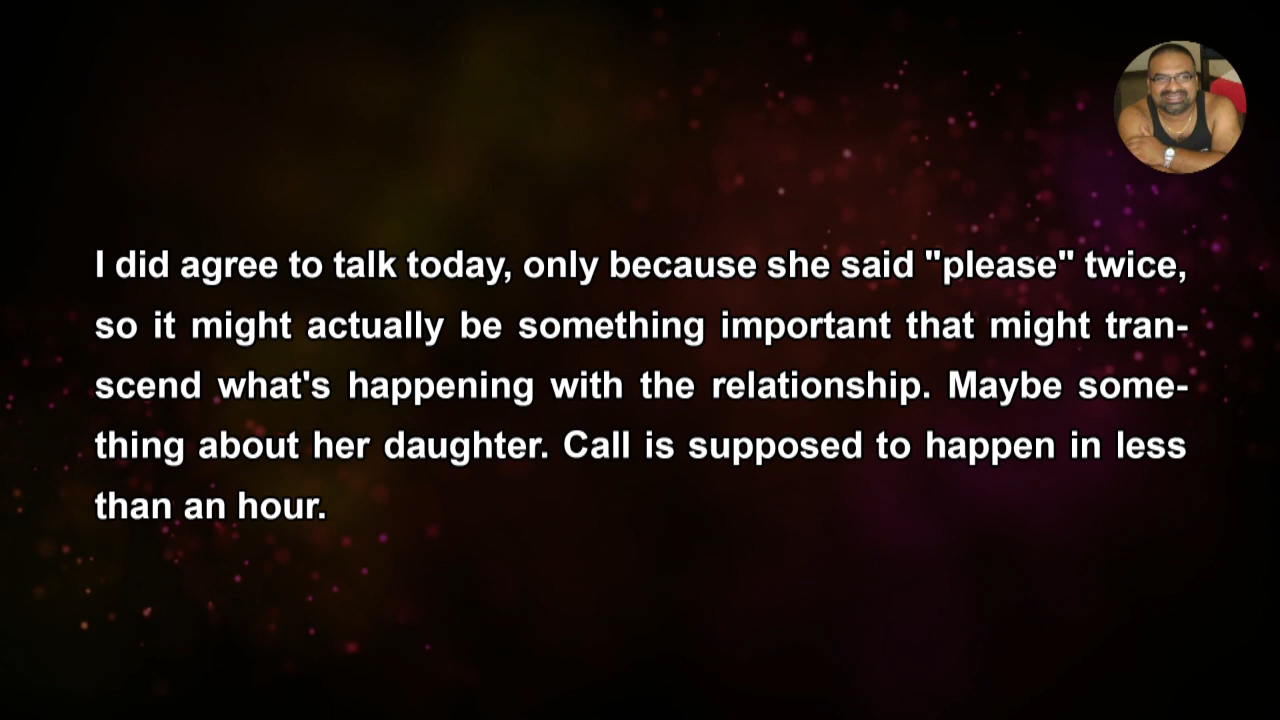 I did agree to talk today, only because she said "please" twice,
so it might actually be something important that might tran-
scend what's happening with the relationship. Maybe some-
thing about her daughter. Call is supposed to happen in less
than an hour.